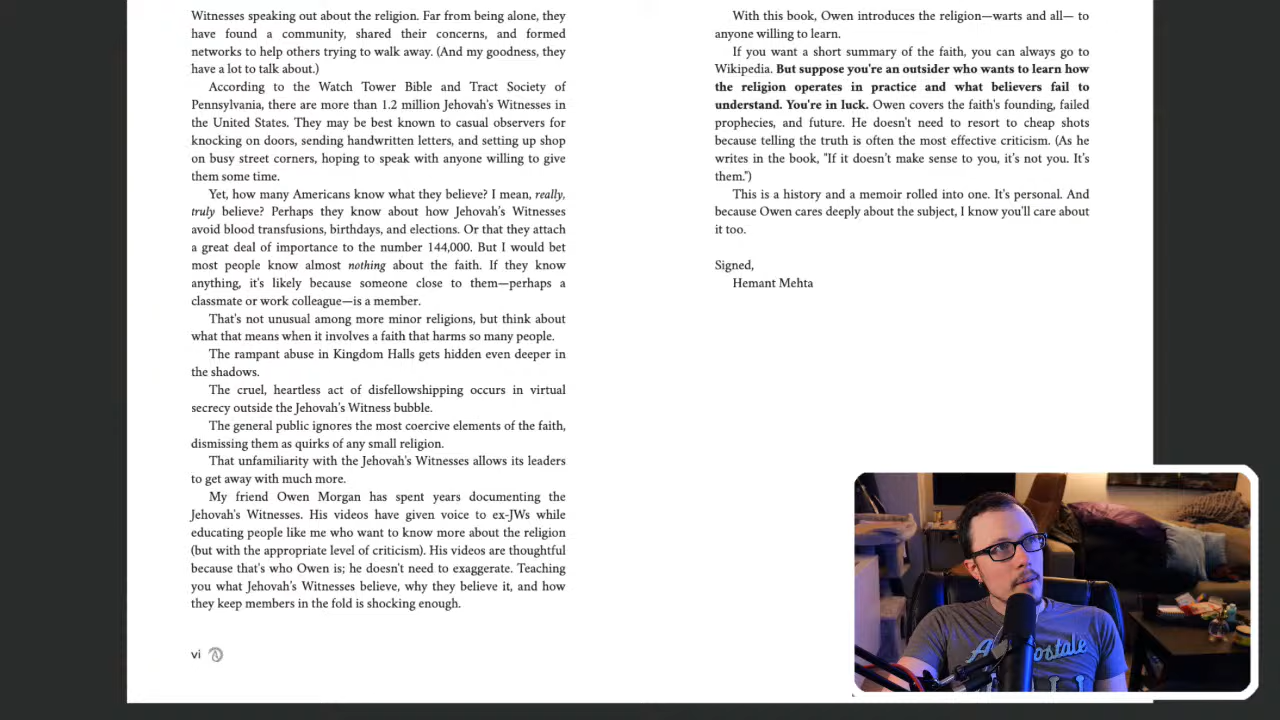 Witnesses speaking out about the religion. Far from being alone, they
have found a community, shared their concerns, and formed
networks to help others trying to walk away. (And my goodness, they
have a lot to talk about.)
According to the Watch Tower Bible and Tract Society of
Pennsylvania, there are more than 1.2 million Jehovah's Witnesses in
the United States. They may be best known to casual observers for
knocking on doors, sending handwritten letters, and setting up shop
on busy street corners, hoping to speak with anyone willing to give
them some time.
Yet, how many Americans know what they believe? I mean, really,
truly believe? Perhaps they know about how Jehovah's Witnesses
avoid blood transfusions, birthdays, and elections. Or that they attach
a great deal of importance to the number 144,000. But I would bet
most people know almost nothing about the faith. If they know
anything, it's likely because someone close to them—perhaps a
classmate or work colleague—is a member.
That's not unusual among more minor religions, but think about
what that means when it involves a faith that harms so many people.
The rampant abuse in Kingdom Halls gets hidden even deeper in
the shadows.
The cruel, heartless act of disfellowshipping occurs in virtual
secrecy outside the Jehovah's Witness bubble.
The general public ignores the most coercive elements of the faith,
dismissing them as quirks of any small religion.
That unfamiliarity with the Jehovah's Witnesses allows its leaders
to get away with much more.
My friend Owen Morgan has spent years documenting the
Jehovah's Witnesses. His videos have given voice to ex-JWs while
educating people like me who want to know more about the religion
(but with the appropriate level of criticism). His videos are thoughtful
because that's who Owen is; he doesn't need to exaggerate. Teaching
you what Jehovah's Witnesses believe, why they believe it, and how
they keep members in the fold is shocking enough.
vi
With this book, Owen introduces the religion—warts and all— to
anyone willing to learn.
If you want a short summary of the faith, you can always go to
Wikipedia. But suppose you're an outsider who wants to learn how
the religion operates in practice and what believers fail to
understand. You're in luck. Owen covers the faith's founding, failed
prophecies, and future. He doesn't need to resort to cheap shots
because telling the truth is often the most effective criticism. (As he
writes in the book, "If it doesn't make sense to you, it's not you. It's
them.")
This is a history and a memoir rolled into one. It's personal. And
because Owen cares deeply about the subject, I know you'll care about
it too.
Signed,
Hemant Mehta